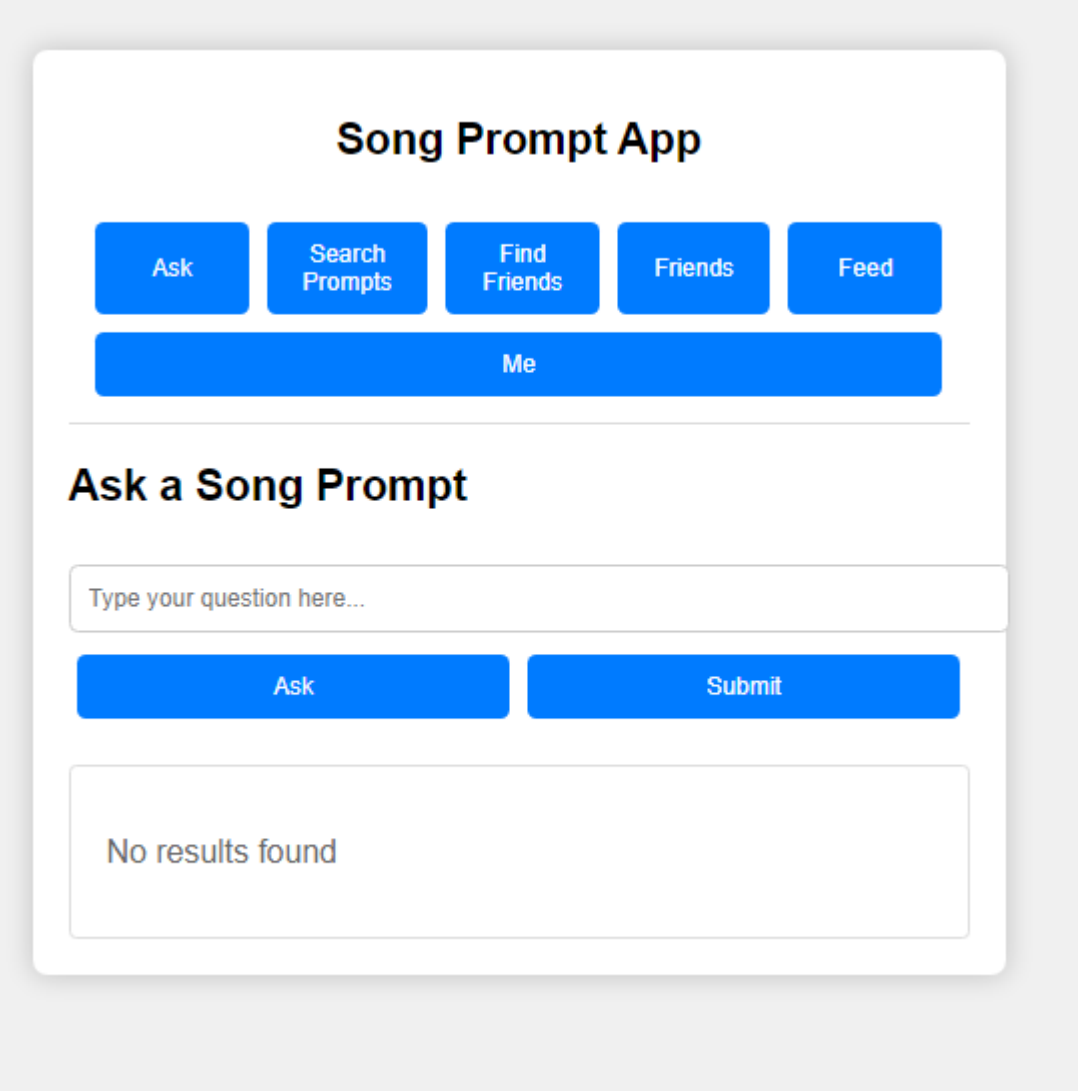 Song Prompt App
Ask
Search
Prompts
Find
Friends
Friends
Feed
Me
Ask a Song Prompt
Type your question here...
Ask
Submit
No results found